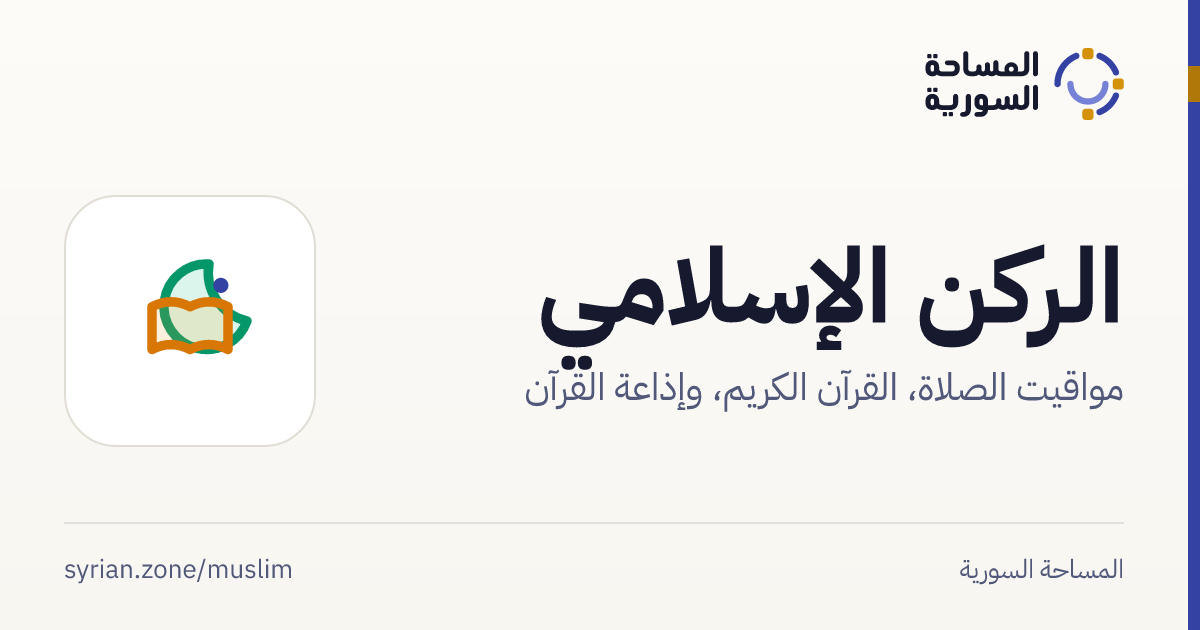 المساحة
السورية
الركن الإسلامي
مواقيت الصلاة، القرآن الكريم، وإذاعة القرآن
المساحة السورية
syrian.zone/muslim